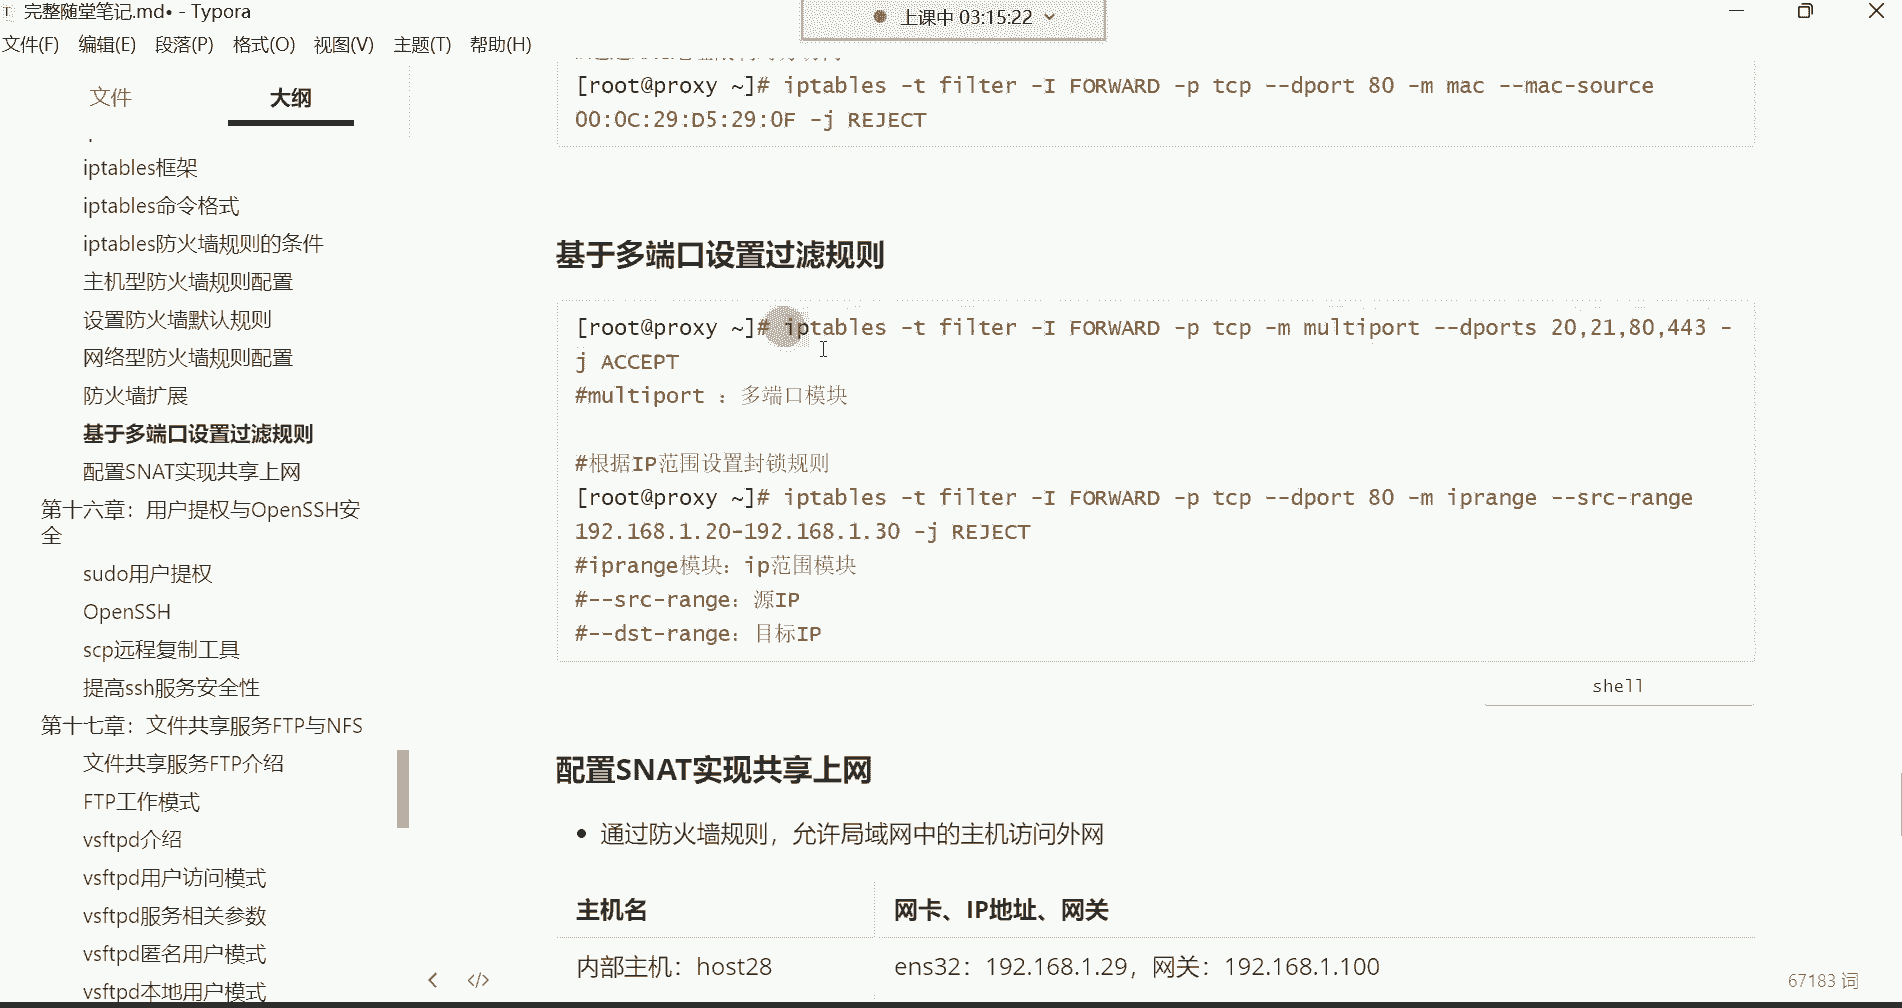 完整随堂笔记.md• - Typora
上课中 03:15:22
文件(F) 编辑(E) 段落(P) 格式(O) 视图(V) 主题(T) 帮助(H)
文件 大纲
iptables框架
iptables命令格式
iptables防火墙规则的条件
主机型防火墙规则配置
设置防火墙默认规则
网络型防火墙规则配置
防火墙扩展
基于多端口设置过滤规则
配置SNAT实现共享上网
第十六章：用户提权与OpenSSH安
全
sudo用户提权
OpenSSH
scp远程复制工具
提高ssh服务安全性
第十七章：文件共享服务FTP与NFS
文件共享服务FTP介绍
FTP工作模式
vsftpd介绍
vsftpd用户访问模式
vsftpd服务相关参数
vsftpd匿名用户模式
vsftpd本地用户模式
[root@proxy ~]# iptables -t filter -I FORWARD -p tcp --dport 80 -m mac --mac-source
00:0C:29:D5:29:0F -j REJECT
基于多端口设置过滤规则
[root@proxy ~]# iptables -t filter -I FORWARD -p tcp -m multiport --dports 20,21,80,443 -
j ACCEPT
#multiport ：多端口模块
#根据IP范围设置封锁规则
[root@proxy ~]# iptables -t filter -I FORWARD -p tcp --dport 80 -m iprange --src-range
192.168.1.20-192.168.1.30 -j REJECT
#iprange模块：ip范围模块
#--src-range：源IP
#--dst-range：目标IP
shell
配置SNAT实现共享上网
• 通过防火墙规则，允许局域网中的主机访问外网
主机名 网卡、IP地址、网关
内部主机：host28 ens32：192.168.1.29，网关：192.168.1.100
67183 词